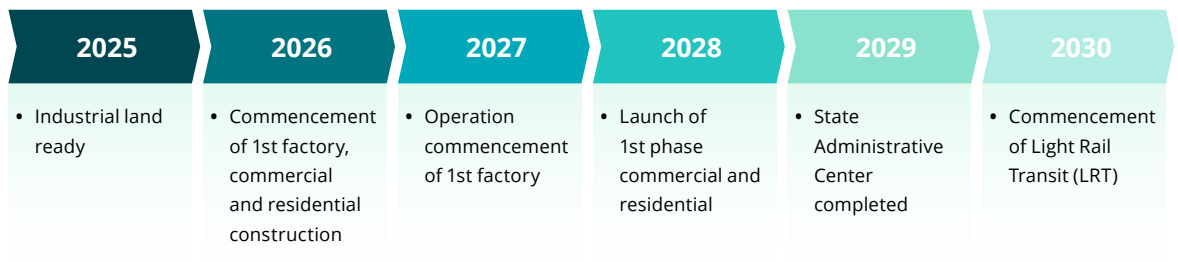 2025
2026
2027
2028
2029
2030
• Industrial land
ready
• Commencement
of 1st factory,
commercial
and residential
construction
• Operation
commencement
of 1st factory
• Launch of
1st phase
commercial and
residential
• State
Administrative
Center
completed
• Commencement
of Light Rail
Transit (LRT)